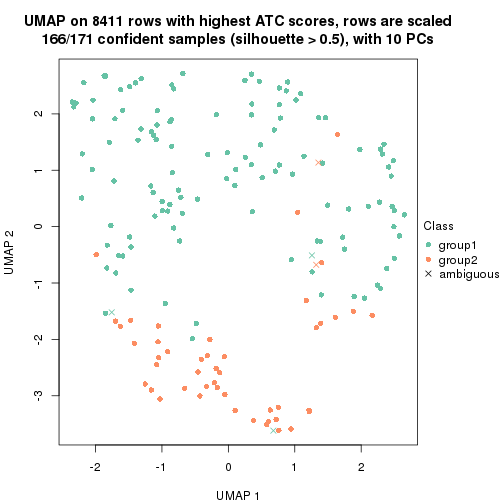 UMAP on 8411 rows with highest ATC scores, rows are scaled
166/171 confident samples (silhouette > 0.5), with 10 PCs
2
1
0
-1
-2
-3
UMAP 2
-2
-1
0
1
2
UMAP 1
Class
group1
group2
ambiguous